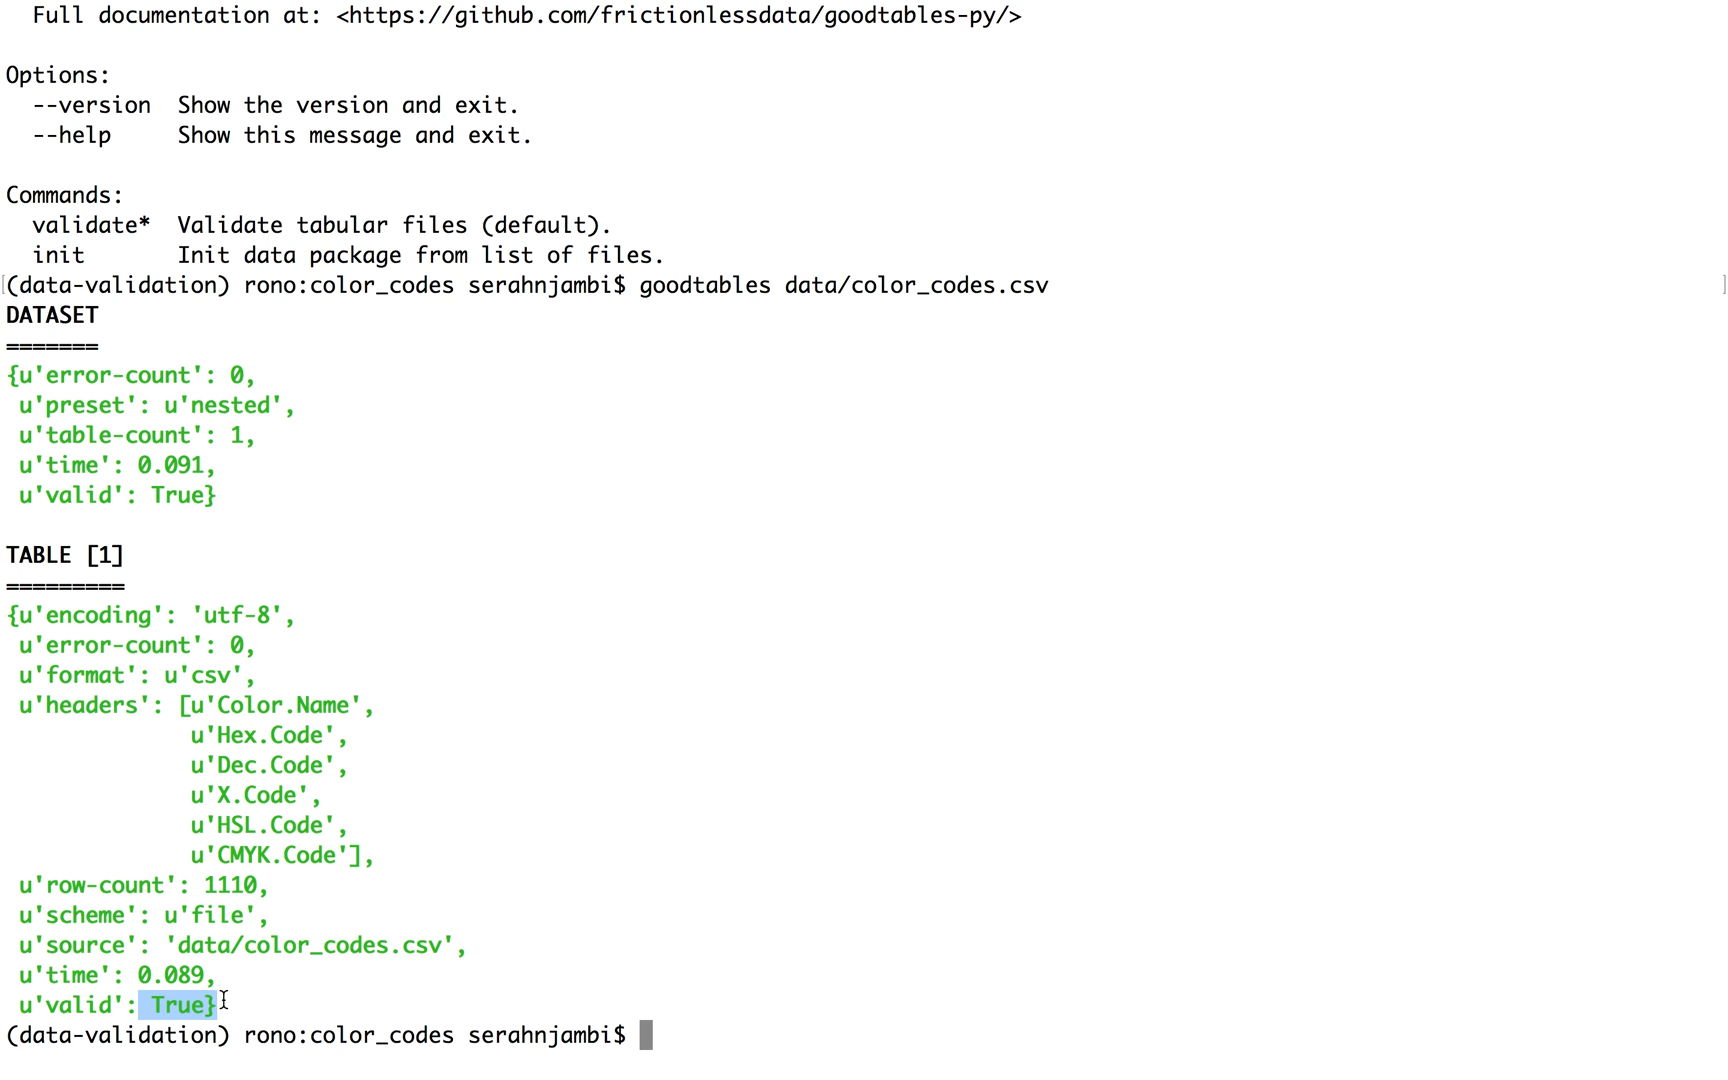 Full documentation at: <https://github.com/frictionlessdata/goodtables-py/>
Options:
--version  Show the version and exit.
--help     Show this message and exit.
Commands:
validate*  Validate tabular files (default).
init       Init data package from list of files.
[(data-validation) rono:color_codes serahnjambi$ goodtables data/color_codes.csv ]
DATASET
=======
{u'error-count': 0,
 u'preset': u'nested',
 u'table-count': 1,
 u'time': 0.091,
 u'valid': True}
TABLE [1]
=========
{u'encoding': 'utf-8',
 u'error-count': 0,
 u'format': u'csv',
 u'headers': [u'Color.Name',
              u'Hex.Code',
              u'Dec.Code',
              u'X.Code',
              u'HSL.Code',
              u'CMYK.Code'],
 u'row-count': 1110,
 u'scheme': u'file',
 u'source': 'data/color_codes.csv',
 u'time': 0.089,
 u'valid': True}
(data-validation) rono:color_codes serahnjambi$